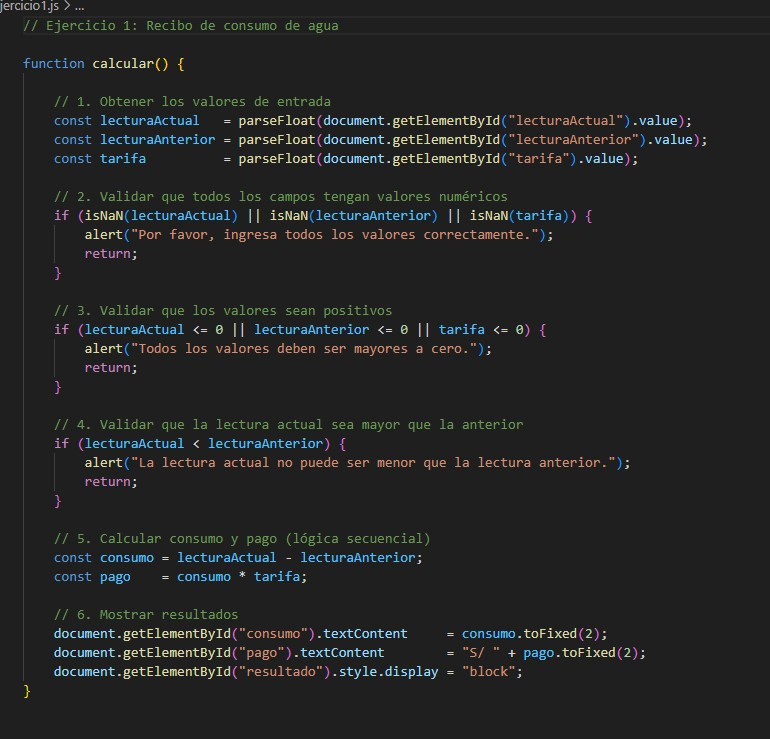 jercicio1.js > ...
// Ejercicio 1: Recibo de consumo de agua
function calcular() {
// 1. Obtener los valores de entrada
const lecturaActual   = parseFloat(document.getElementById("lecturaActual").value);
const lecturaAnterior = parseFloat(document.getElementById("lecturaAnterior").value);
const tarifa          = parseFloat(document.getElementById("tarifa").value);
// 2. Validar que todos los campos tengan valores numéricos
if (isNaN(lecturaActual) || isNaN(lecturaAnterior) || isNaN(tarifa)) {
alert("Por favor, ingresa todos los valores correctamente.");
return;
}
// 3. Validar que los valores sean positivos
if (lecturaActual <= 0 || lecturaAnterior <= 0 || tarifa <= 0) {
alert("Todos los valores deben ser mayores a cero.");
return;
}
// 4. Validar que la lectura actual sea mayor que la anterior
if (lecturaActual < lecturaAnterior) {
alert("La lectura actual no puede ser menor que la lectura anterior.");
return;
}
// 5. Calcular consumo y pago (lógica secuencial)
const consumo = lecturaActual - lecturaAnterior;
const pago    = consumo * tarifa;
// 6. Mostrar resultados
document.getElementById("consumo").textContent     = consumo.toFixed(2);
document.getElementById("pago").textContent        = "S/ " + pago.toFixed(2);
document.getElementById("resultado").style.display = "block";
}